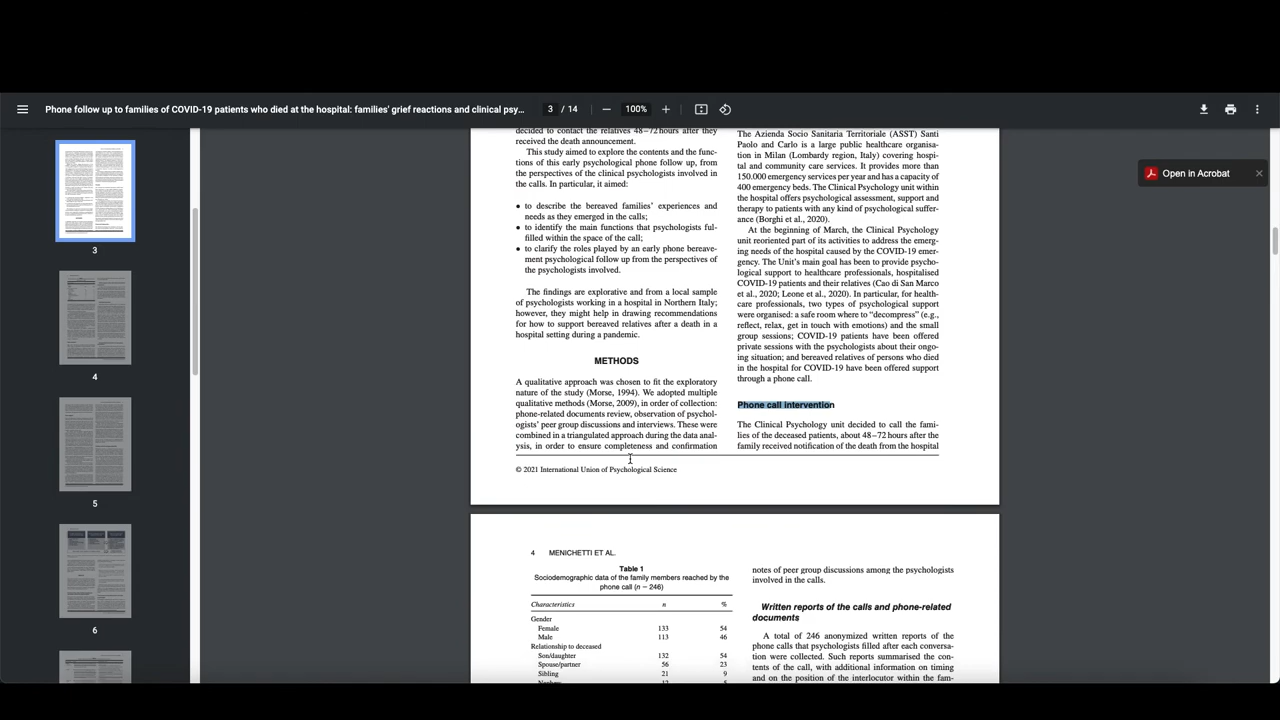 Phone follow up to families of COVID-19 patients who died at the hospital: families' grief reactions and clinical psy...
3 / 14
100%
Open in Acrobat
3
4
5
6
decided to contact the relatives 48–72 hours after they
received the death announcement.
This study aimed to explore the contents and the func-
tions of this early psychological phone follow up, from
the perspectives of the clinical psychologists involved in
the calls. In particular, it aimed:
• to describe the bereaved families' experiences and
needs as they emerged in the calls;
• to identify the main functions that psychologists ful-
filled within the space of the call;
• to clarify the roles played by an early phone bereave-
ment psychological follow up from the perspectives of
the psychologists involved.
The findings are explorative and from a local sample
of psychologists working in a hospital in Northern Italy;
however, they might help in drawing recommendations
for how to support bereaved relatives after a death in a
hospital setting during a pandemic.
METHODS
A qualitative approach was chosen to fit the exploratory
nature of the study (Morse, 1994). We adopted multiple
qualitative methods (Morse, 2009), in order of collection:
phone-related documents review, observation of psychol-
ogists' peer group discussions and interviews. These were
combined in a triangulated approach during the data anal-
ysis, in order to ensure completeness and confirmation
The Azienda Socio Sanitaria Territoriale (ASST) Santi
Paolo and Carlo is a large public healthcare organisa-
tion in Milan (Lombardy region, Italy) covering hospi-
tal and community care services. It provides more than
150.000 emergency services per year and has a capacity of
400 emergency beds. The Clinical Psychology unit within
the hospital offers psychological assessment, support and
therapy to patients with any kind of psychological suffer-
ance (Borghi et al., 2020).
At the beginning of March, the Clinical Psychology
unit reoriented part of its activities to address the emerg-
ing needs of the hospital caused by the COVID-19 emer-
gency. The Unit's main goal has been to provide psycho-
logical support to healthcare professionals, hospitalised
COVID-19 patients and their relatives (Cao di San Marco
et al., 2020; Leone et al., 2020). In particular, for health-
care professionals, two types of psychological support
were organised: a safe room where to “decompress” (e.g.,
reflect, relax, get in touch with emotions) and the small
group sessions; COVID-19 patients have been offered
private sessions with the psychologists about their ongo-
ing situation; and bereaved relatives of persons who died
in the hospital for COVID-19 have been offered support
through a phone call.
Phone call intervention
The Clinical Psychology unit decided to call the fami-
lies of the deceased patients, about 48–72 hours after the
family received notification of the death from the hospital
© 2021 International Union of Psychological Science
4 MENICHETTI ET AL.
Table 1
Sociodemographic data of the family members reached by the
phone call (n − 246)
Characteristics n %
Gender
Female 133 54
Male 113 46
Relationship to deceased
Son/daughter 132 54
Spouse/partner 56 23
Sibling 21 9
notes of peer group discussions among the psychologists
involved in the calls.
Written reports of the calls and phone-related
documents
A total of 246 anonymized written reports of the
phone calls that psychologists filled after each conversa-
tion were collected. Such reports summarised the con-
tents of the call, with additional information on timing
and on the position of the interlocutor within the fam-